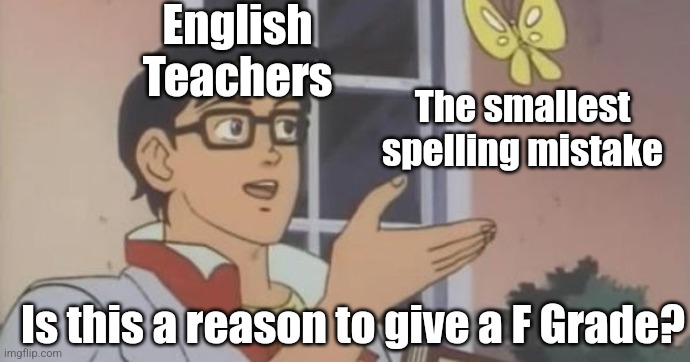 English
Teachers
The smallest
spelling mistake
Is this a reason to give a F Grade?
imgflip.com